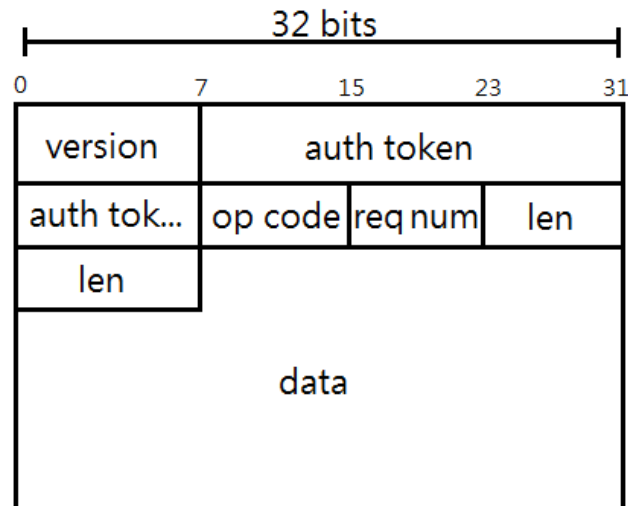 32 bits
0 7 15 23 31
version auth token
auth tok... op code req num len
len
data